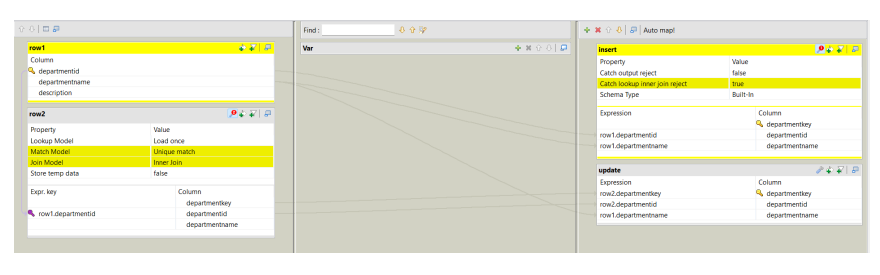 Find :
Auto map!
row1
Column
departmentid
departmentname
description
row2
Property Value
Lookup Model Load once
Match Model Unique match
Join Model Inner Join
Store temp data false
Expr. key Column
departmentkey
row1.departmentid departmentid
departmentname
Var
insert
Property Value
Catch output reject false
Catch lookup inner join reject true
Schema Type Built-In
Expression Column
departmentkey
row1.departmentid departmentid
row1.departmentname departmentname
update
Expression Column
row2.departmentkey departmentkey
row2.departmentid departmentid
row1.departmentname departmentname